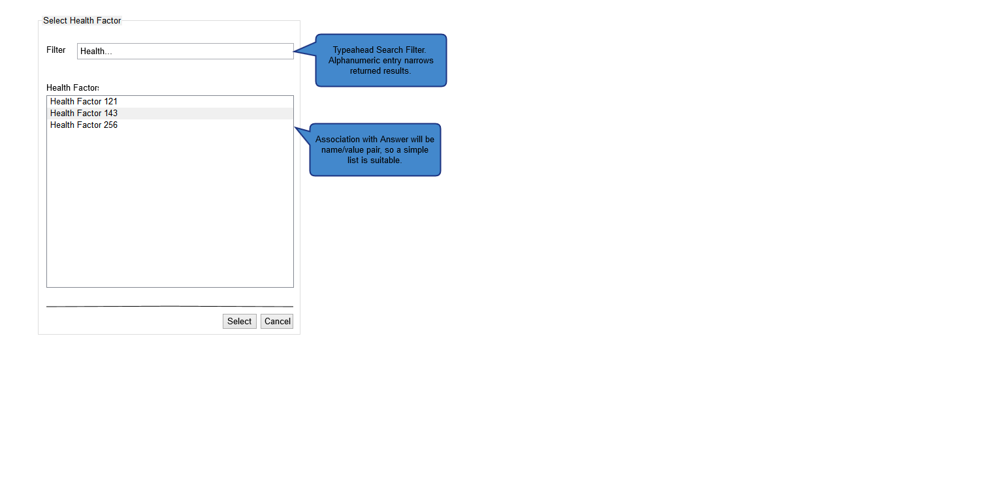 Select Health Factor
Filter
Health...
Typeahead Search Filter.
Alphanumeric entry narrows
returned results.
Health Factors
Health Factor 121
Health Factor 143
Health Factor 256
Association with Answer will be
name/value pair, so a simple
list is suitable.
Select
Cancel